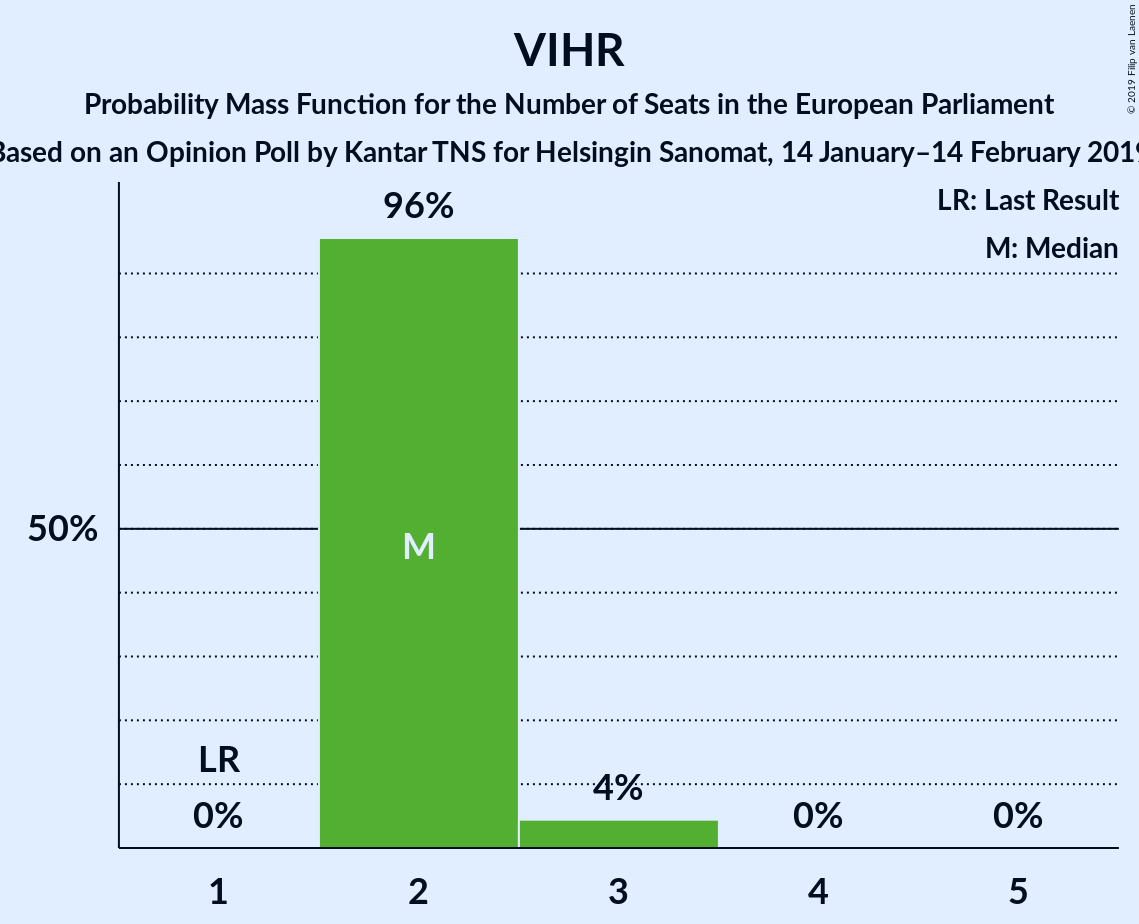 VIHR
Probability Mass Function for the Number of Seats in the European Parliament
Based on an Opinion Poll by Kantar TNS for Helsingin Sanomat, 14 January–14 February 2019
© 2019 Filip van Laenen
LR: Last Result
M: Median
96%
50%
M
LR
0%
4%
0%
0%
1 2 3 4 5